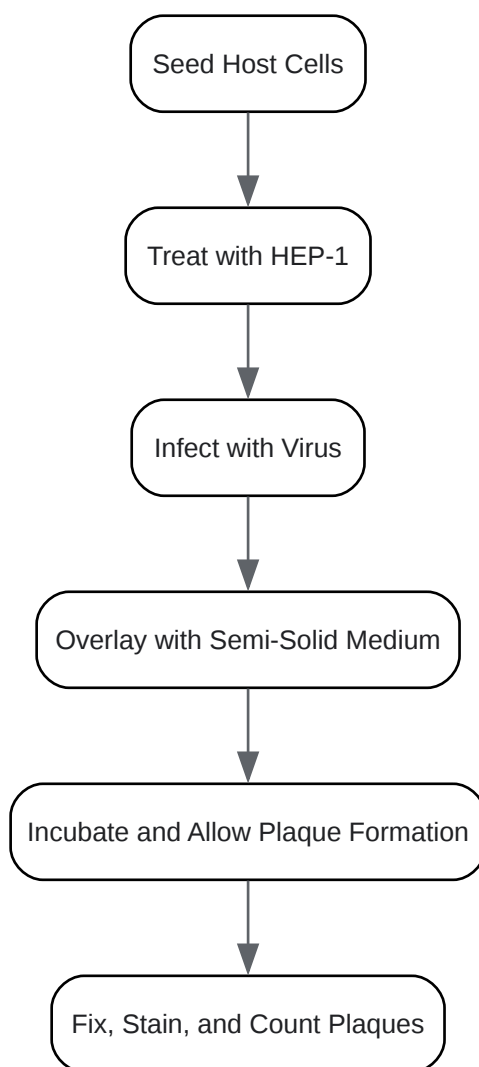 Seed Host Cells
Treat with HEP-1
Infect with Virus
Overlay with Semi-Solid Medium
Incubate and Allow Plaque Formation
Fix, Stain, and Count Plaques